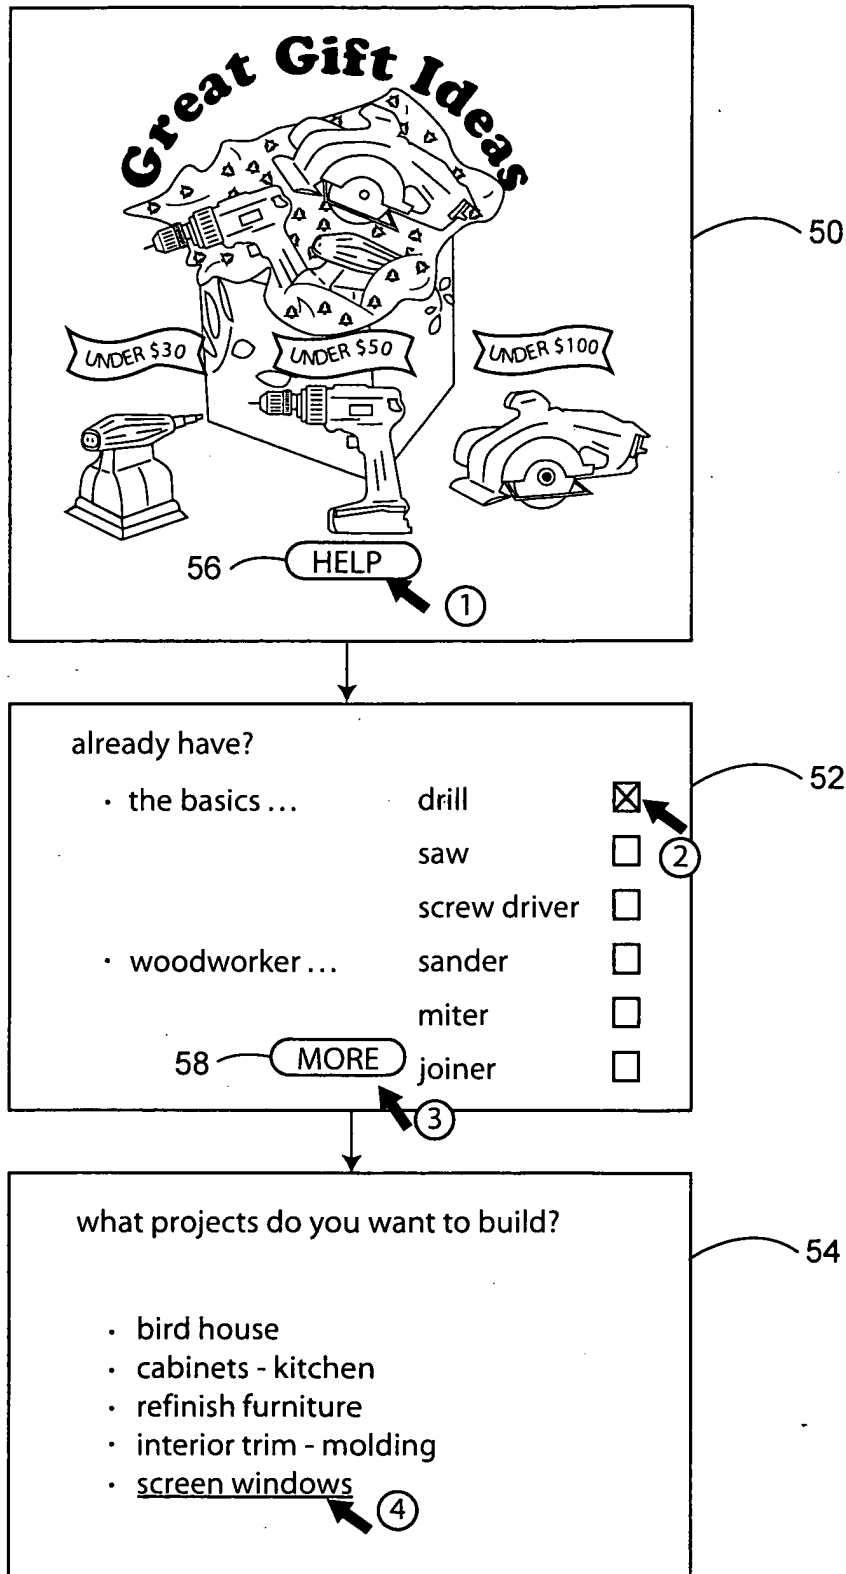 Great Gift Ideas
50
UNDER $30 UNDER $50 UNDER $100
56 HELP
1
already have?
52
· the basics ... drill
2
saw
screw driver
· woodworker ... sander
miter
58 MORE joiner
3
what projects do you want to build?
54
· bird house
· cabinets - kitchen
· refinish furniture
· interior trim - molding
· screen windows
4